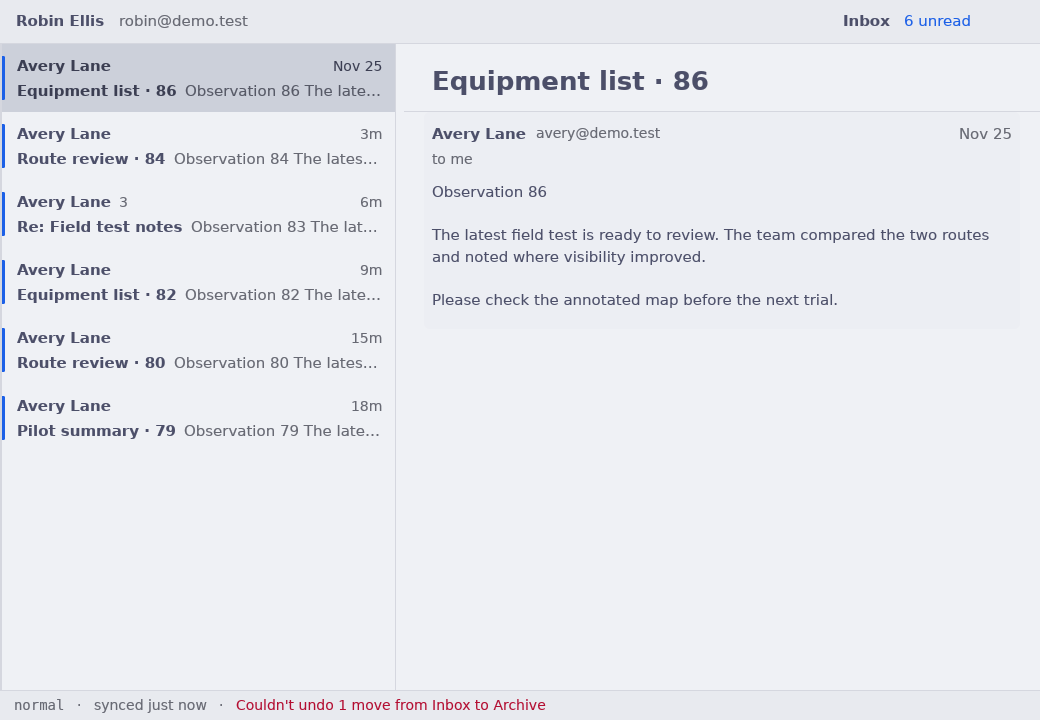 Robin Ellis robin@demo.test Inbox 6 unread
Avery Lane Nov 25
Equipment list · 86 Observation 86 The late…
Avery Lane 3m
Route review · 84 Observation 84 The lates…
Avery Lane 3 6m
Re: Field test notes Observation 83 The lat…
Avery Lane 9m
Equipment list · 82 Observation 82 The late…
Avery Lane 15m
Route review · 80 Observation 80 The lates…
Avery Lane 18m
Pilot summary · 79 Observation 79 The late…
Equipment list · 86
Avery Lane avery@demo.test Nov 25
to me
Observation 86
The latest field test is ready to review. The team compared the two routes
and noted where visibility improved.
Please check the annotated map before the next trial.
normal · synced just now · Couldn't undo 1 move from Inbox to Archive